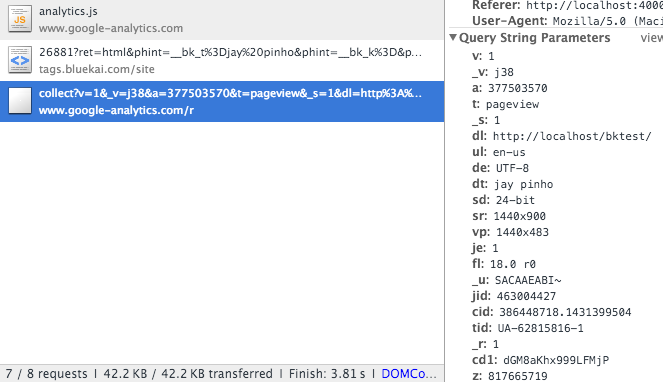 analytics.js
www.google-analytics.com
26881?ret=html&phint=__bk_t%3Djay%20pinho&phint=__bk_k%3D&p…
tags.bluekai.com/site
collect?v=1&_v=j38&a=377503570&t=pageview&_s=1&dl=http%3A%…
www.google-analytics.com/r
7 / 8 requests | 42.2 KB / 42.2 KB transferred | Finish: 3.81 s | DOMCo…
Referer: http://localhost:4000
User-Agent: Mozilla/5.0 (Maci
Query String Parameters view
v: 1
_v: j38
a: 377503570
t: pageview
_s: 1
dl: http://localhost/bktest/
ul: en-us
de: UTF-8
dt: jay pinho
sd: 24-bit
sr: 1440x900
vp: 1440x483
je: 1
fl: 18.0 r0
_u: SACAAEABI~
jid: 463004427
cid: 386448718.1431399504
tid: UA-62815816-1
_r: 1
cd1: dGM8aKhx999LFMjP
z: 817665719